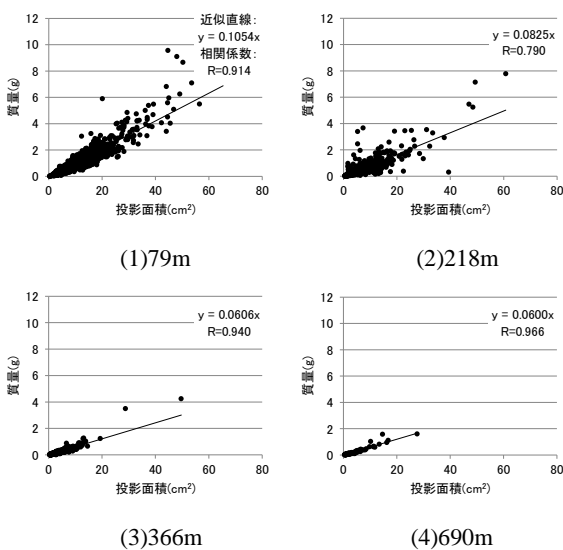 近似直線:
y = 0.1054x
相関係数:
R=0.914
12
10
8
6
4
2
0
質量(g)
0 20 40 60 80
投影面積(cm²)
(1)79m
y = 0.0825x
R=0.790
12
10
8
6
4
2
0
質量(g)
0 20 40 60 80
投影面積(cm²)
(2)218m
y = 0.0606x
R=0.940
12
10
8
6
4
2
0
質量(g)
0 20 40 60 80
投影面積(cm²)
(3)366m
y = 0.0600x
R=0.966
12
10
8
6
4
2
0
質量(g)
0 20 40 60 80
投影面積(cm²)
(4)690m